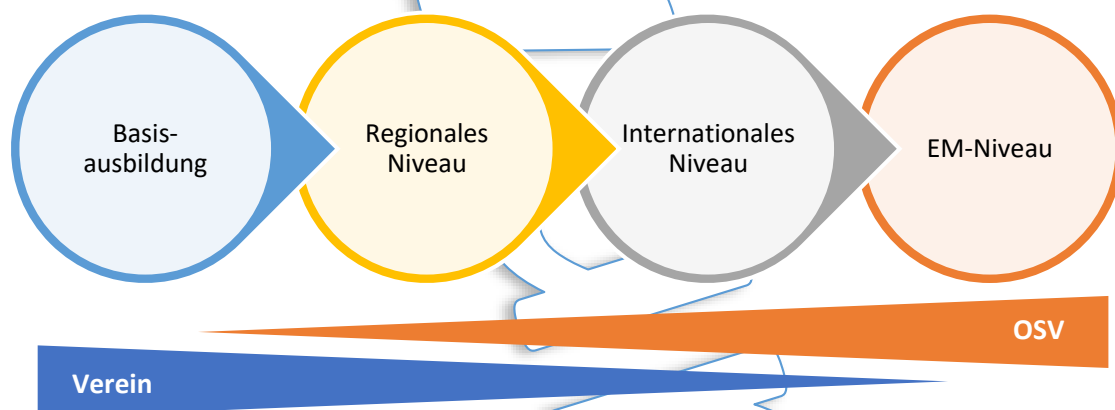 Basis-
ausbildung
Regionales
Niveau
Internationales
Niveau
EM-Niveau
OSV
Verein